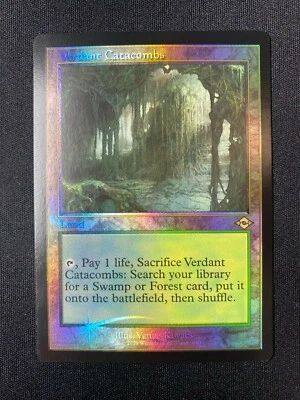 Verdant Catacombs
Land
, Pay 1 life, Sacrifice Verdant
Catacombs: Search your library
for a Swamp or Forest card, put it
onto the battlefield, then shuffle.
Illus.